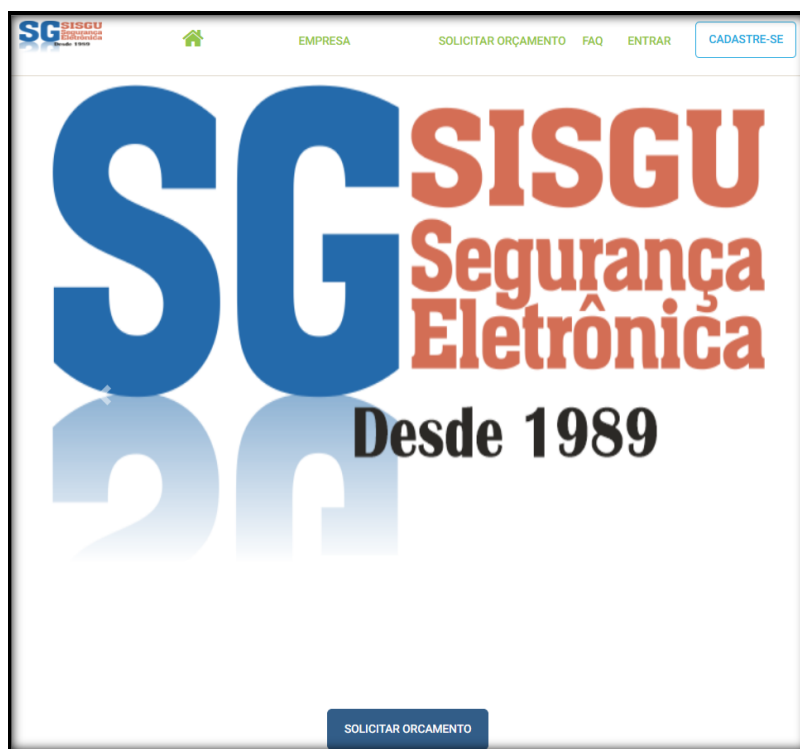 SG SISGU
Segurança
Eletrônica
Desde 1989
EMPRESA
SOLICITAR ORÇAMENTO
FAQ
ENTRAR
CADASTRE-SE
SG SISGU
Segurança
Eletrônica
Desde 1989
SOLICITAR ORCAMENTO